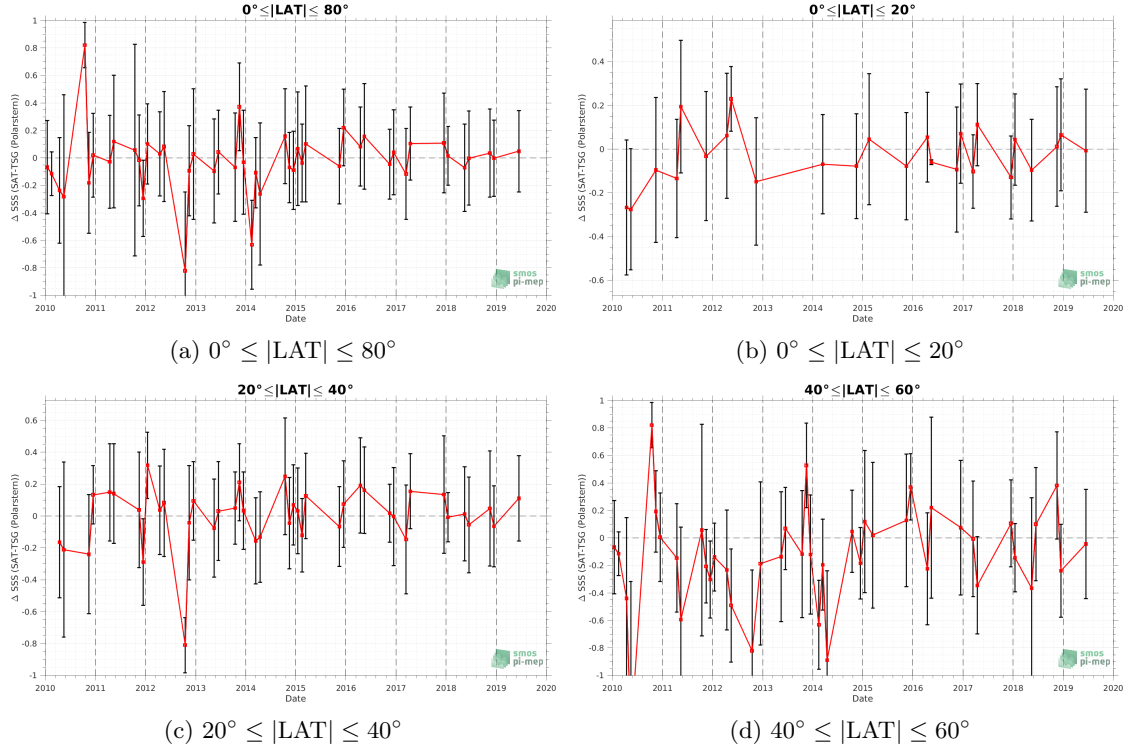 0°≤|LAT|≤ 80°
Δ SSS (SAT-TSG (Polarstern))
1
0.8
0.6
0.4
0.2
0
-0.2
-0.4
-0.6
-0.8
-1
2010 2011 2012 2013 2014 2015 2016 2017 2018 2019 2020
Date
smos
pi-mep
(a) 0° ≤ |LAT| ≤ 80°
0°≤|LAT|≤ 20°
Δ SSS (SAT-TSG (Polarstern))
0.4
0.2
0
-0.2
-0.4
-0.6
2010 2011 2012 2013 2014 2015 2016 2017 2018 2019 2020
Date
smos
pi-mep
(b) 0° ≤ |LAT| ≤ 20°
20°≤|LAT|≤ 40°
Δ SSS (SAT-TSG (Polarstern))
0.6
0.4
0.2
0
-0.2
-0.4
-0.6
-0.8
-1
2010 2011 2012 2013 2014 2015 2016 2017 2018 2019 2020
Date
smos
pi-mep
(c) 20° ≤ |LAT| ≤ 40°
40°≤|LAT|≤ 60°
Δ SSS (SAT-TSG (Polarstern))
1
0.8
0.6
0.4
0.2
0
-0.2
-0.4
-0.6
-0.8
-1
2010 2011 2012 2013 2014 2015 2016 2017 2018 2019 2020
Date
smos
pi-mep
(d) 40° ≤ |LAT| ≤ 60°